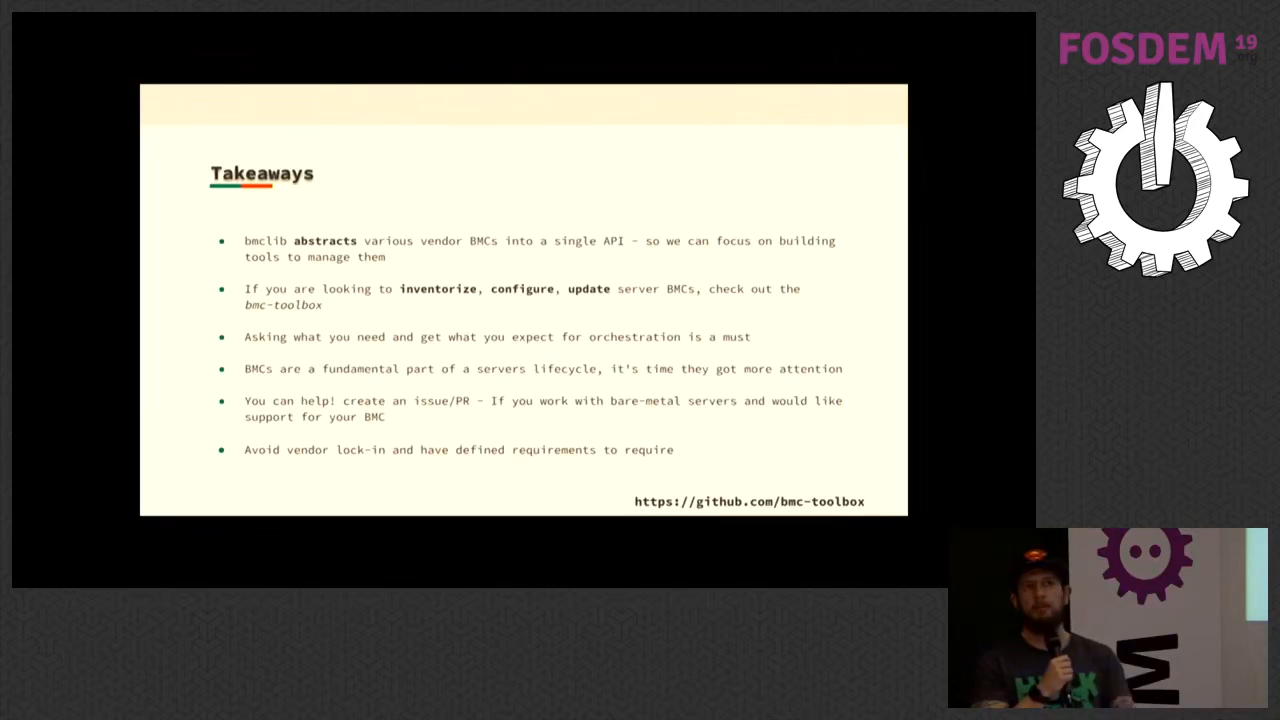 FOSDEM 19
.org
Takeaways
bmclib abstracts various vendor BMCs into a single API - so we can focus on building
tools to manage them
If you are looking to inventorize, configure, update server BMCs, check out the
bmc-toolbox
Asking what you need and get what you expect for orchestration is a must
BMCs are a fundamental part of a servers lifecycle, it's time they got more attention
You can help! create an issue/PR - If you work with bare-metal servers and would like
support for your BMC
Avoid vendor lock-in and have defined requirements to require
https://github.com/bmc-toolbox
M